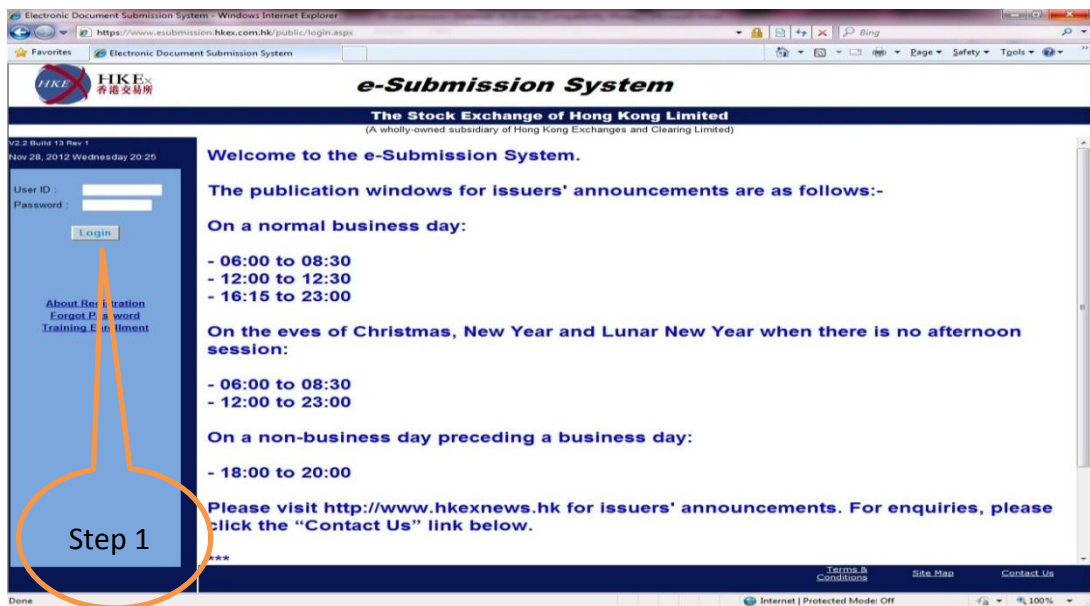 Electronic Document Submission System - Windows Internet Explorer
https://www.esubmission.hkex.com.hk/public/login.aspx
Bing
Favorites
Electronic Document Submission System
Page
Safety
Tools
HKEx
HKEx
香港交易所
e-Submission System
The Stock Exchange of Hong Kong Limited
(A wholly-owned subsidiary of Hong Kong Exchanges and Clearing Limited)
V2.2 Build 13 Rev 1
Nov 28, 2012 Wednesday 20:25
User ID :
Password :
Login
About Registration
Forgot Password
Training Enrollment
Step 1
Welcome to the e-Submission System.
The publication windows for issuers' announcements are as follows:-
On a normal business day:
- 06:00 to 08:30
- 12:00 to 12:30
- 16:15 to 23:00
On the eves of Christmas, New Year and Lunar New Year when there is no afternoon
session:
- 06:00 to 08:30
- 12:00 to 23:00
On a non-business day preceding a business day:
- 18:00 to 20:00
Please visit http://www.hkexnews.hk for issuers' announcements. For enquiries, please
click the “Contact Us” link below.
***
Terms &
Conditions
Site Map
Contact Us
Done
Internet | Protected Mode: Off
100%